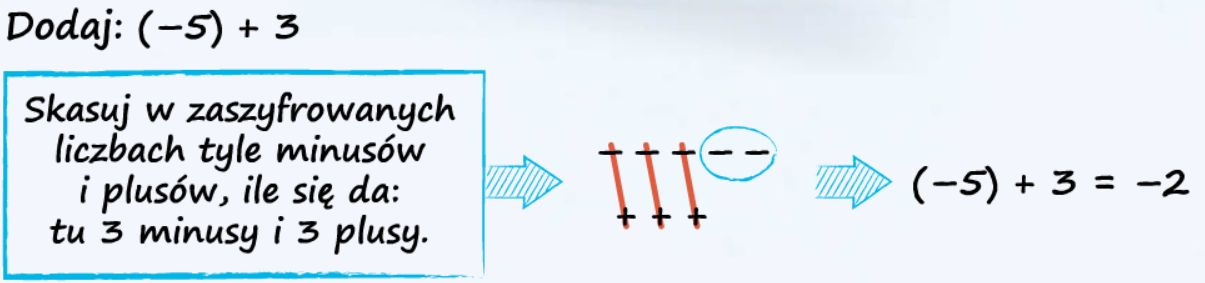 Dodaj: (−5) + 3
Skasuj w zaszyfrowanych
liczbach tyle minusów
i plusów, ile się da:
tu 3 minusy i 3 plusy.
− − − − −
+ + +
(−5) + 3 = −2